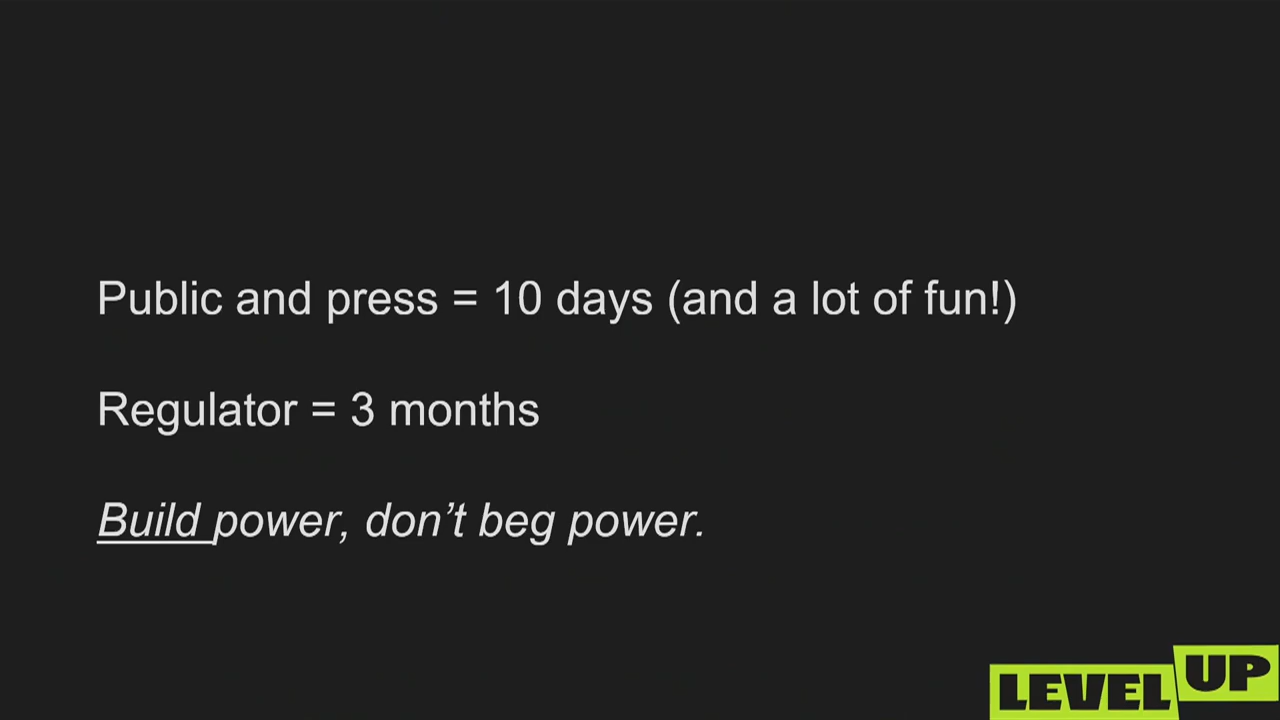 Public and press = 10 days (and a lot of fun!)
Regulator = 3 months
Build power, don’t beg power.
LEVEL UP